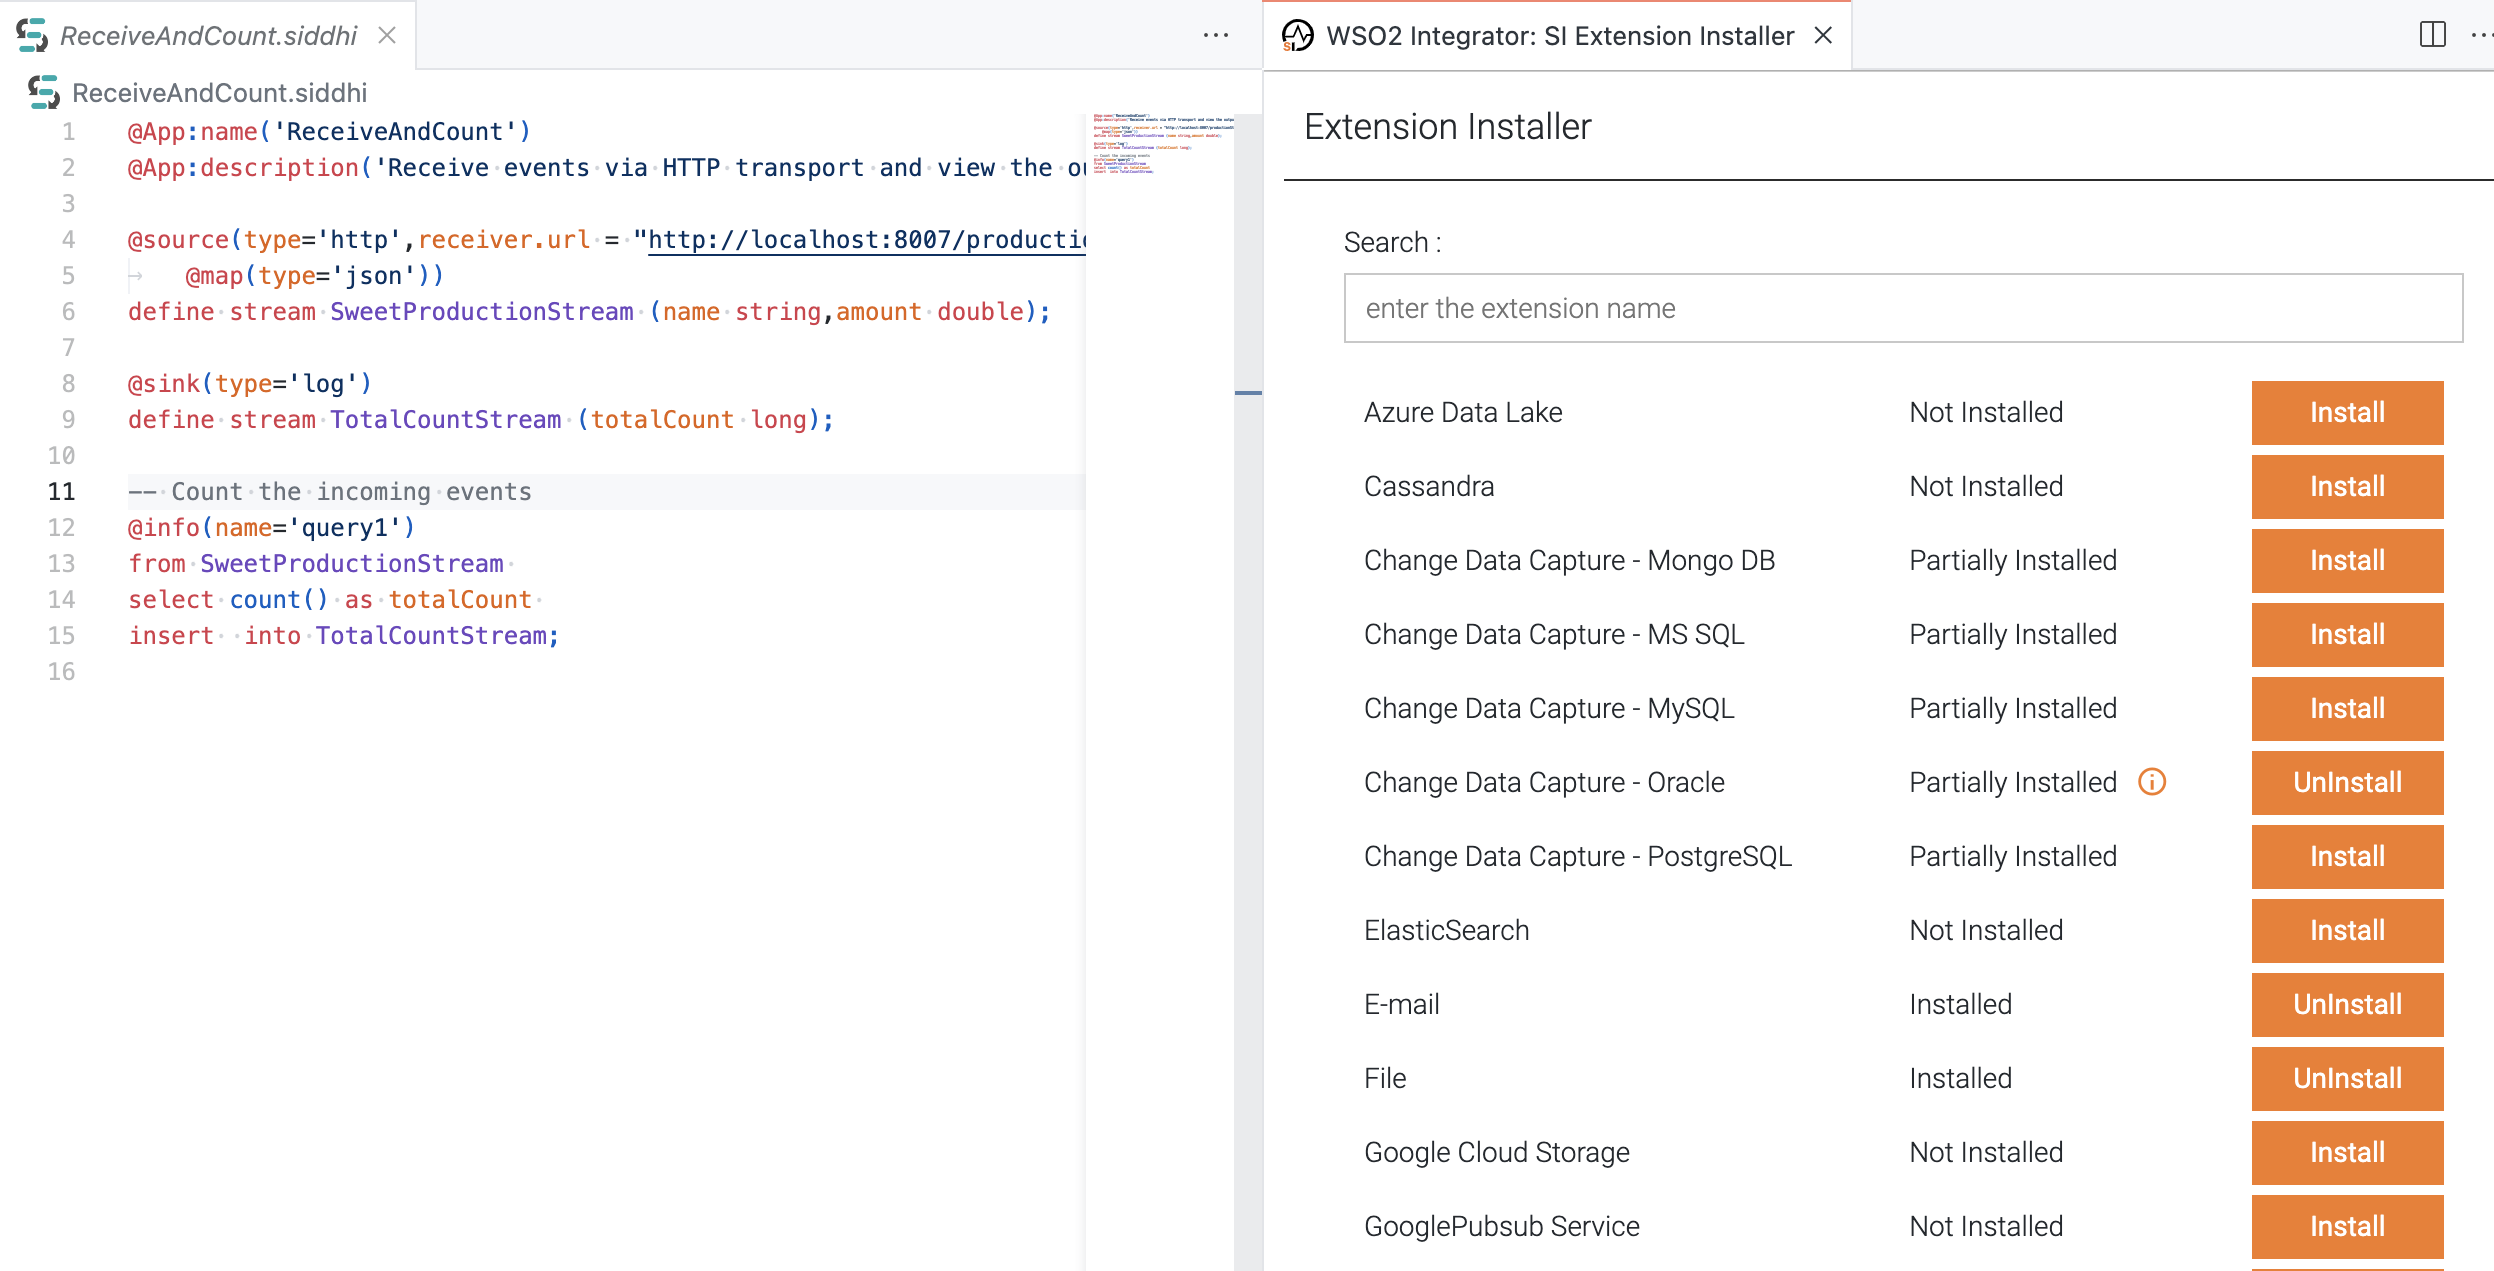 ReceiveAndCount.siddhi
ReceiveAndCount.siddhi
1 @App:name('ReceiveAndCount')
2 @App:description('Receive events via HTTP transport and view the ou
3
4 @source(type='http',receiver.url = "http://localhost:8007/productio
5 @map(type='json'))
6 define stream SweetProductionStream (name string,amount double);
7
8 @sink(type='log')
9 define stream TotalCountStream (totalCount long);
10
11 -- Count the incoming events
12 @info(name='query1')
13 from SweetProductionStream
14 select count() as totalCount
15 insert  into TotalCountStream;
16
WSO2 Integrator: SI Extension Installer
Extension Installer
Search :
enter the extension name
Azure Data Lake Not Installed Install
Cassandra Not Installed Install
Change Data Capture - Mongo DB Partially Installed Install
Change Data Capture - MS SQL Partially Installed Install
Change Data Capture - MySQL Partially Installed Install
Change Data Capture - Oracle Partially Installed UnInstall
Change Data Capture - PostgreSQL Partially Installed Install
ElasticSearch Not Installed Install
E-mail Installed UnInstall
File Installed UnInstall
Google Cloud Storage Not Installed Install
GooglePubsub Service Not Installed Install